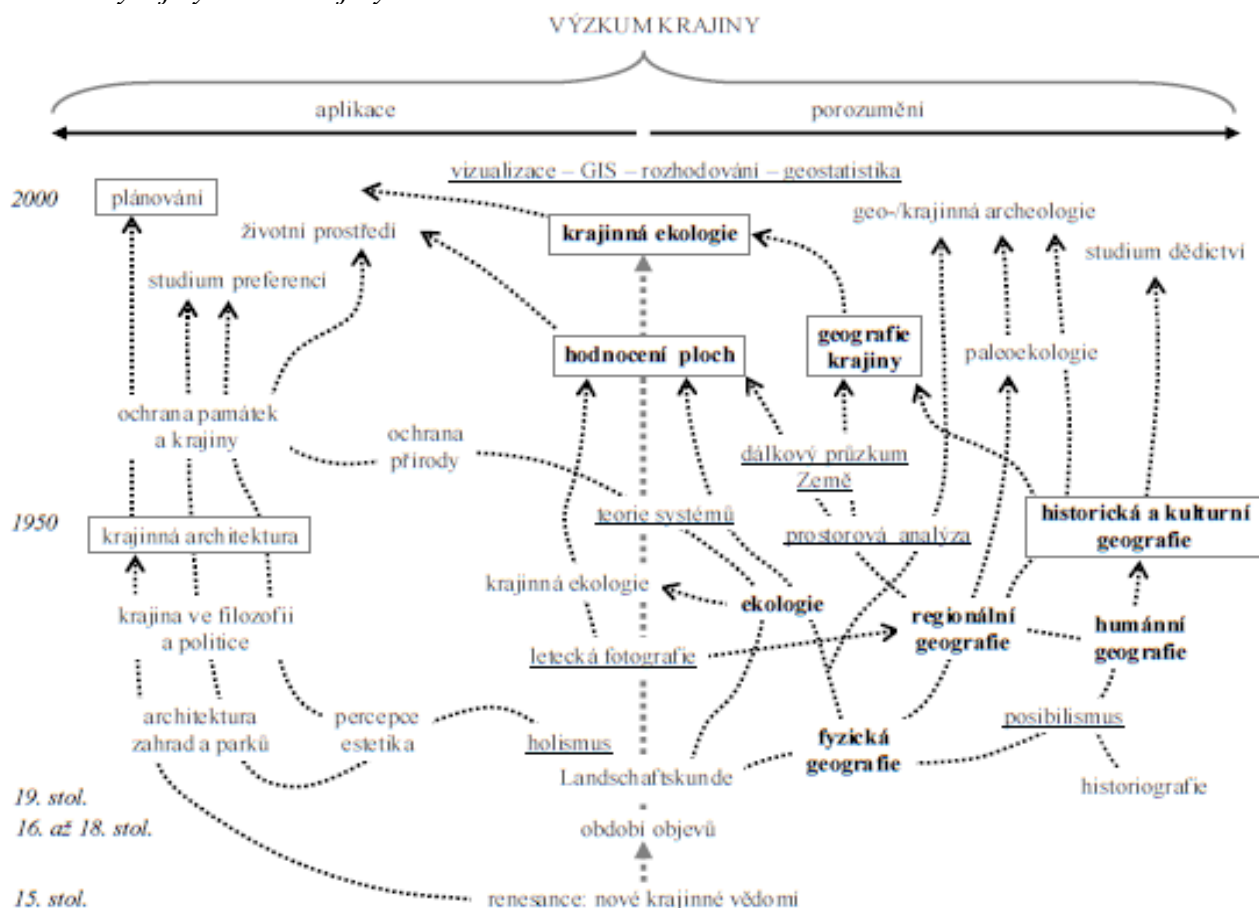 VÝZKUM KRAJINY
aplikace
porozumění
vizualizace – GIS – rozhodování – geostatistika
2000
plánování
geo-/krajinná archeologie
životní prostředí
krajinná ekologie
studium dědictví
studium preferencí
geografie
krajiny
hodnocení ploch
paleoekologie
ochrana památek
a krajiny
ochrana
přírody
dálkový průzkum
Země
1950
teorie systémů
historická a kulturní
geografie
krajinná architektura
prostorová analýza
krajinná ekologie
ekologie
krajina ve filozofii
a politice
regionální
geografie
humánní
geografie
letecká fotografie
architektura
zahrad a parků
percepce
estetika
holismus
fyzická
geografie
posibilismus
Landschaftskunde
historiografie
19. stol.
16. až 18. stol.
období objevů
15. stol.
renesance: nové krajinné vědomí